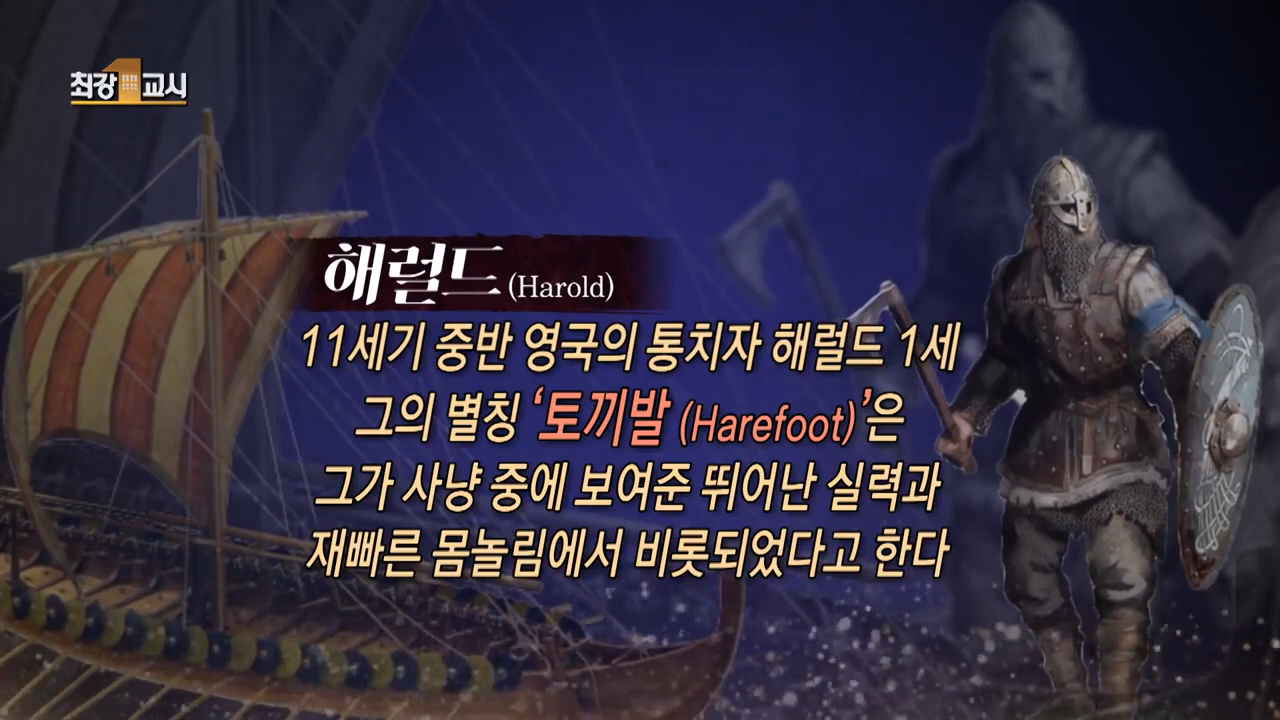 최강1교시
해럴드 (Harold)
11세기 중반 영국의 통치자 해럴드 1세
그의 별칭 ‘토끼발 (Harefoot)’은
그가 사냥 중에 보여준 뛰어난 실력과
재빠른 몸놀림에서 비롯되었다고 한다